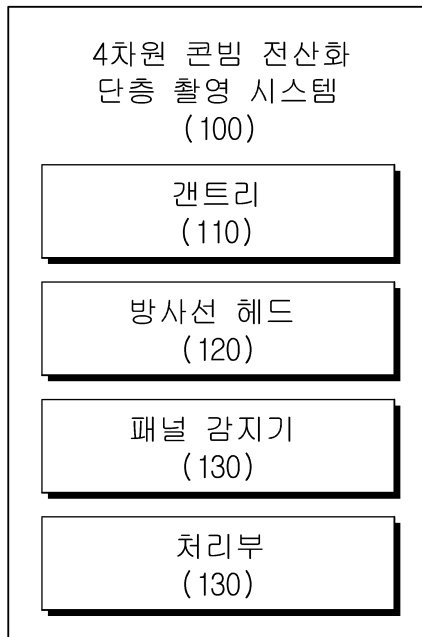 4차원 콘빔 전산화
단층 촬영 시스템
(100)
갠트리
(110)
방사선 헤드
(120)
패널 감지기
(130)
처리부
(130)